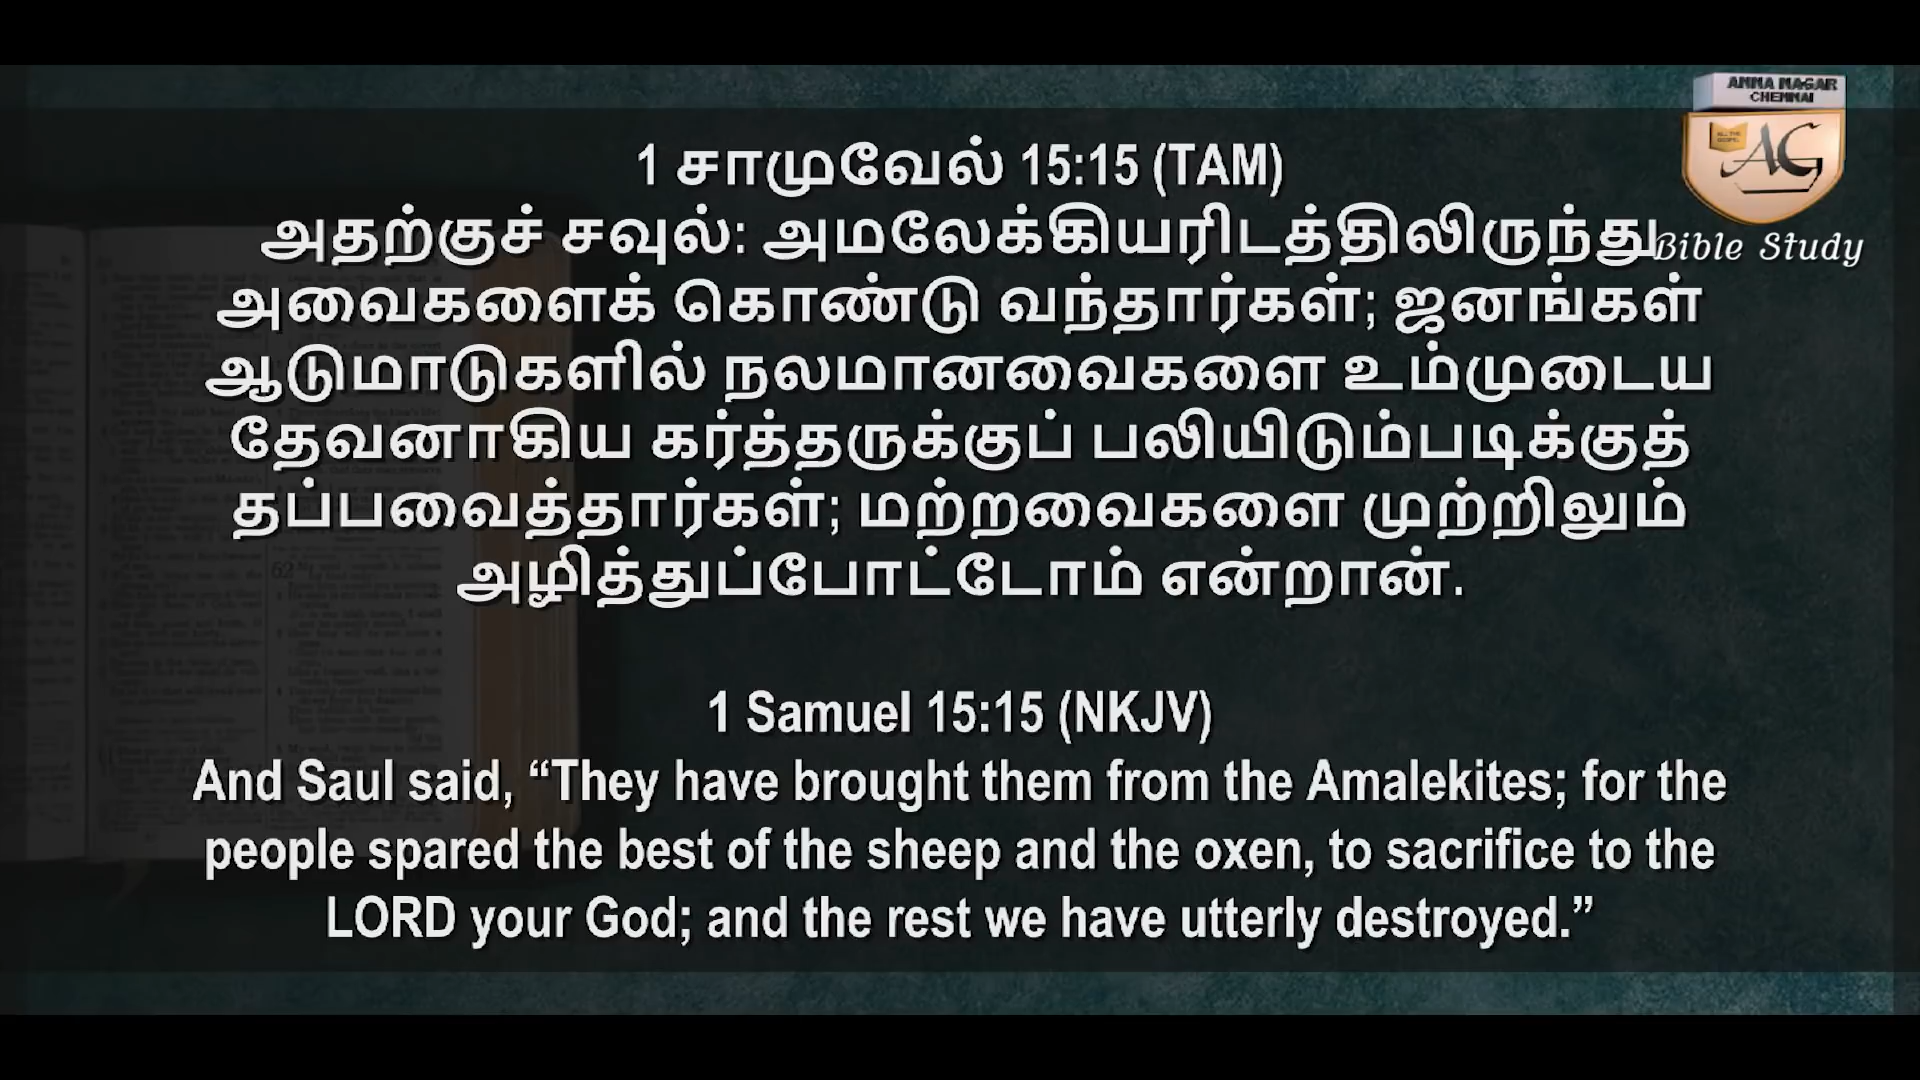 ANNA NAGAR
CHENNAI
AG
Bible Study
1 சாமுவேல் 15:15 (TAM)
அதற்குச் சவுல்: அமலேக்கியரிடத்திலிருந்து
அவைகளைக் கொண்டு வந்தார்கள்; ஜனங்கள்
ஆடுமாடுகளில் நலமானவைகளை உம்முடைய
தேவனாகிய கர்த்தருக்குப் பலியிடும்படிக்குத்
தப்பவைத்தார்கள்; மற்றவைகளை முற்றிலும்
அழித்துப்போட்டோம் என்றான்.
1 Samuel 15:15 (NKJV)
And Saul said, “They have brought them from the Amalekites; for the
people spared the best of the sheep and the oxen, to sacrifice to the
LORD your God; and the rest we have utterly destroyed.”